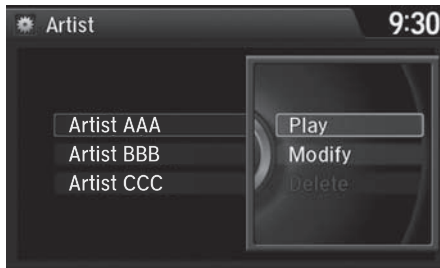 Artist 9:30
Artist AAA
Artist BBB
Artist CCC
Play
Modify
Delete